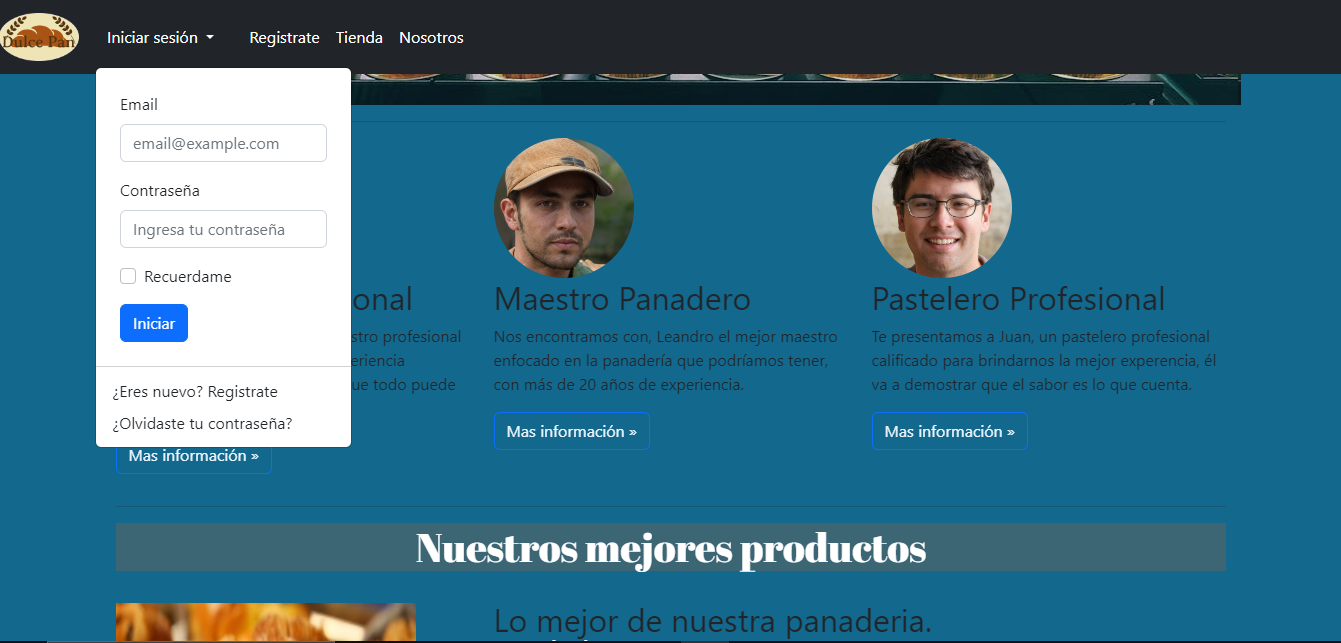 Dulce Pan
Iniciar sesión
Registrate
Tienda
Nosotros
Email
email@example.com
Contraseña
Ingresa tu contraseña
Recuerdame
Iniciar
¿Eres nuevo? Registrate
¿Olvidaste tu contraseña?
onal
stro profesional
eriencia
ue todo puede
Mas información »
Maestro Panadero
Nos encontramos con, Leandro el mejor maestro
enfocado en la panadería que podríamos tener,
con más de 20 años de experiencia.
Mas información »
Pastelero Profesional
Te presentamos a Juan, un pastelero profesional
calificado para brindarnos la mejor experencia, él
va a demostrar que el sabor es lo que cuenta.
Mas información »
Nuestros mejores productos
Lo mejor de nuestra panaderia.